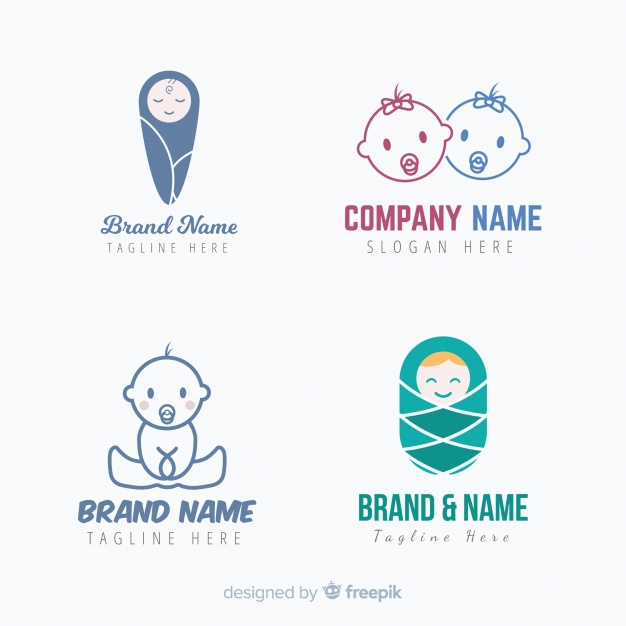 Brand Name
TAGLINE HERE
COMPANY NAME
SLOGAN HERE
BRAND NAME
TAGLINE HERE
BRAND & NAME
Tagline Here
designed by freepik